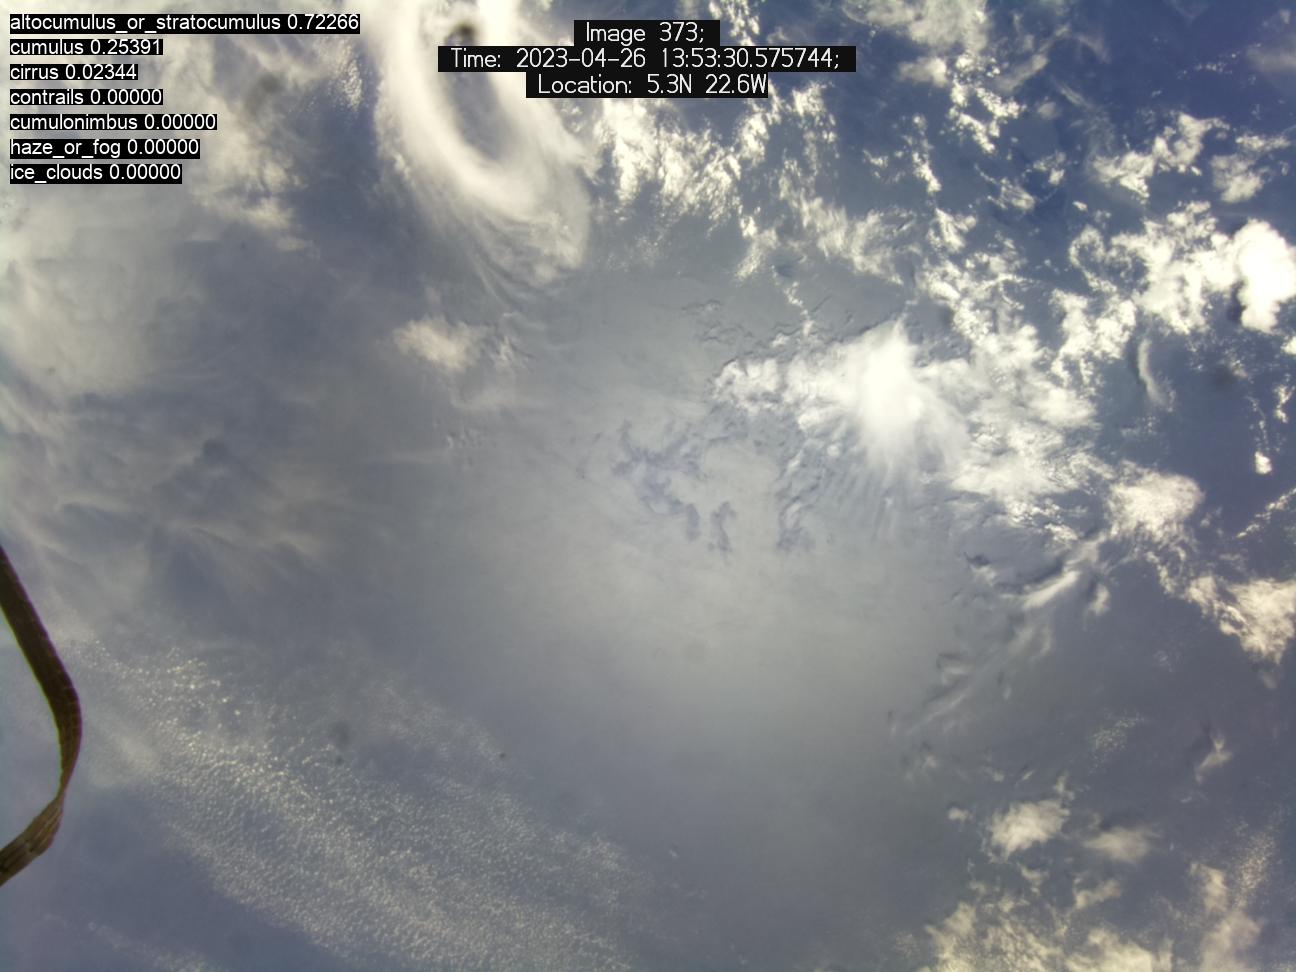 altocumulus_or_stratocumulus 0.72266
cumulus 0.25391
cirrus 0.02344
contrails 0.00000
cumulonimbus 0.00000
haze_or_fog 0.00000
ice_clouds 0.00000
Image 373;
Time: 2023-04-26 13:53:30.575744;
Location: 5.3N 22.6W